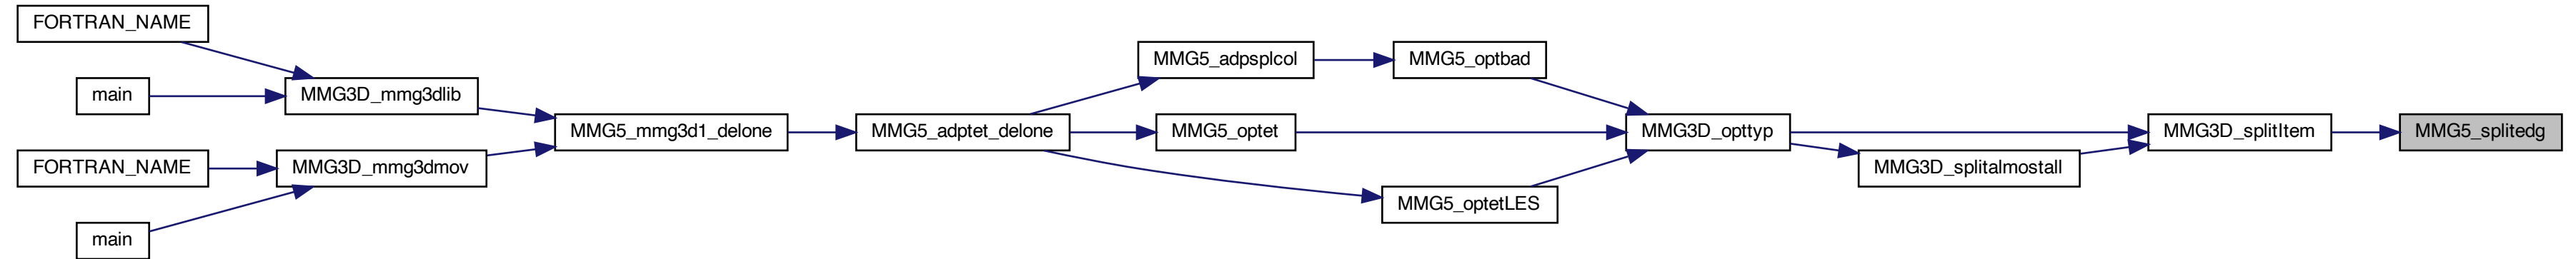 FORTRAN_NAME
main
MMG3D_mmg3dlib
FORTRAN_NAME
MMG3D_mmg3dmov
main
MMG5_mmg3d1_delone
MMG5_adptet_delone
MMG5_adpsplcol
MMG5_optbad
MMG5_optet
MMG5_optetLES
MMG3D_opttyp
MMG3D_splitalmostall
MMG3D_splitItem
MMG5_splitedg